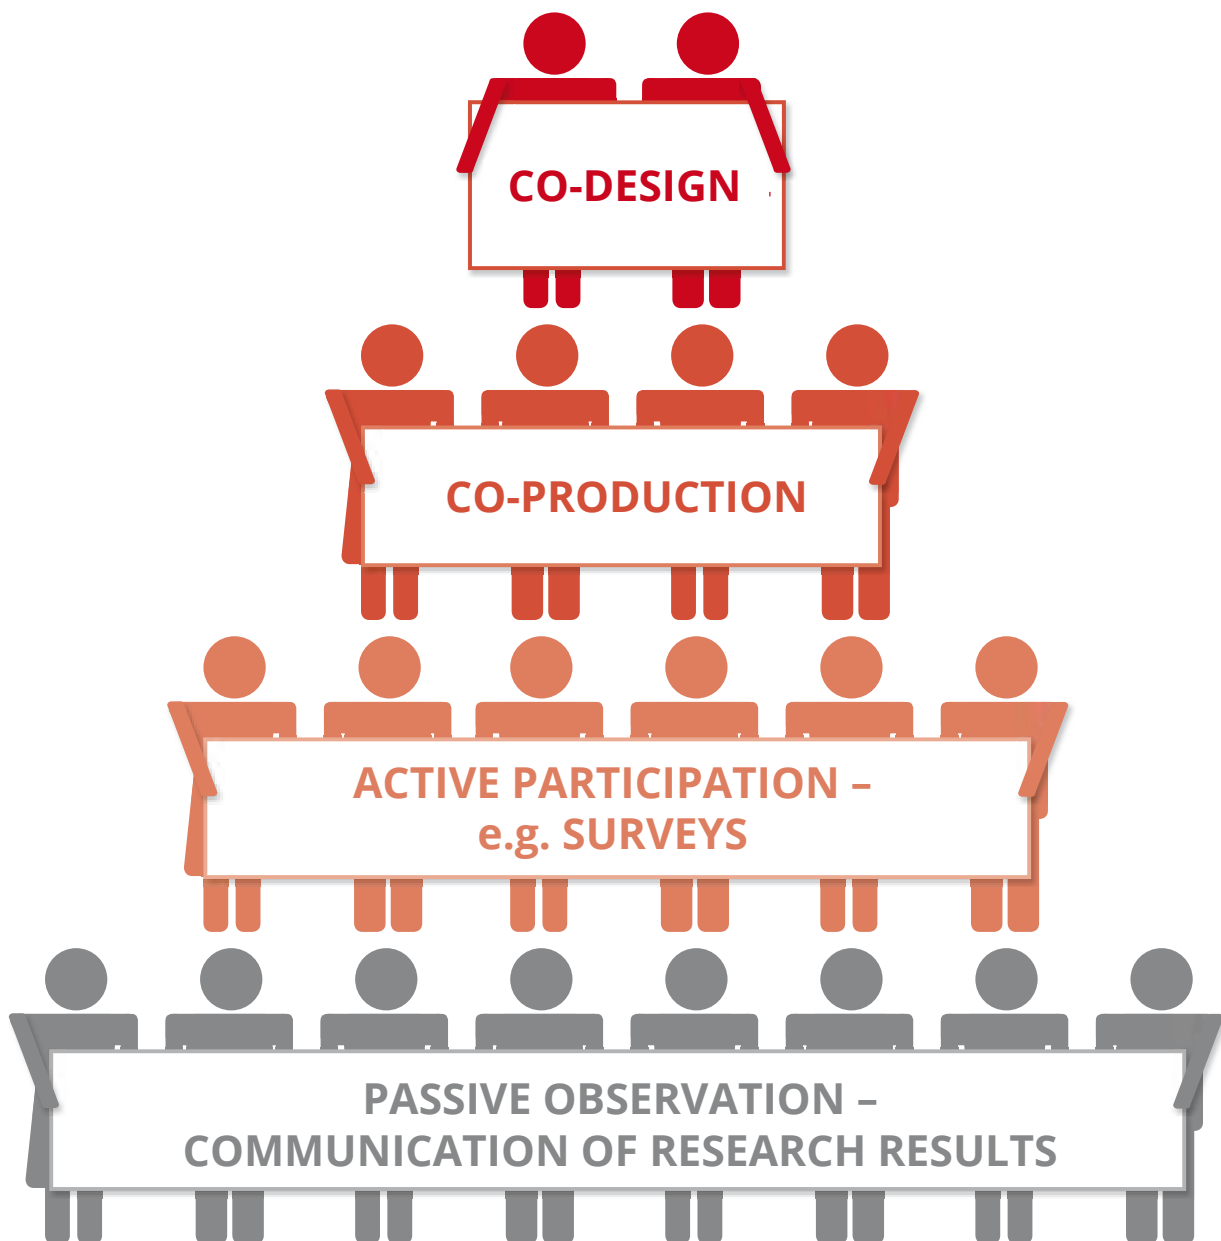 CO-DESIGN
CO-PRODUCTION
ACTIVE PARTICIPATION –
e.g. SURVEYS
PASSIVE OBSERVATION –
COMMUNICATION OF RESEARCH RESULTS